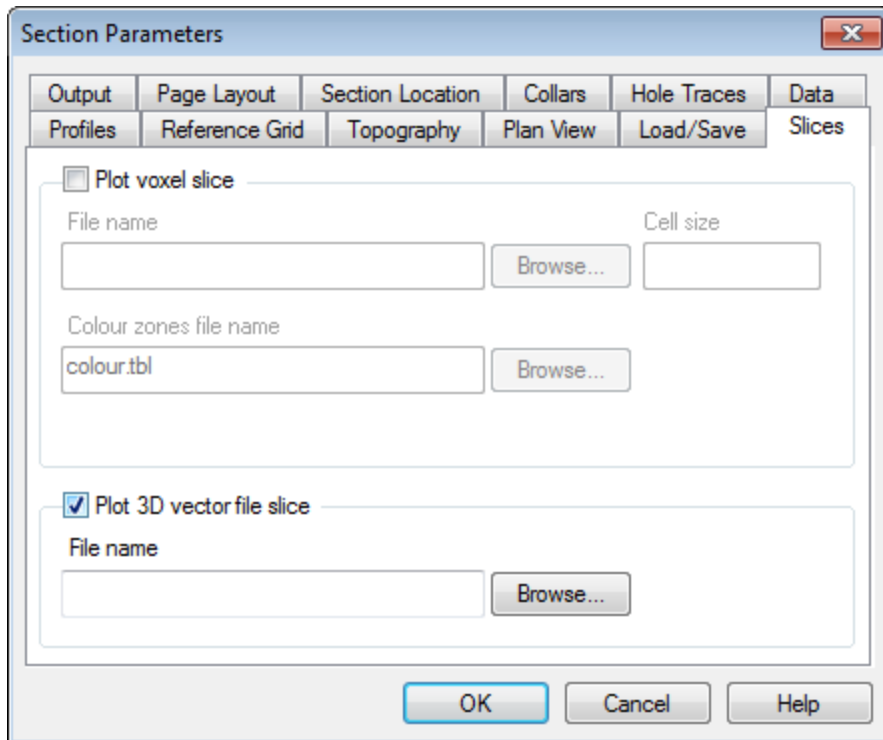 Section Parameters
Output Page Layout Section Location Collars Hole Traces Data
Profiles Reference Grid Topography Plan View Load/Save Slices
Plot voxel slice
File name Cell size
Browse...
Colour zones file name
colour.tbl Browse...
Plot 3D vector file slice
File name
Browse...
OK Cancel Help